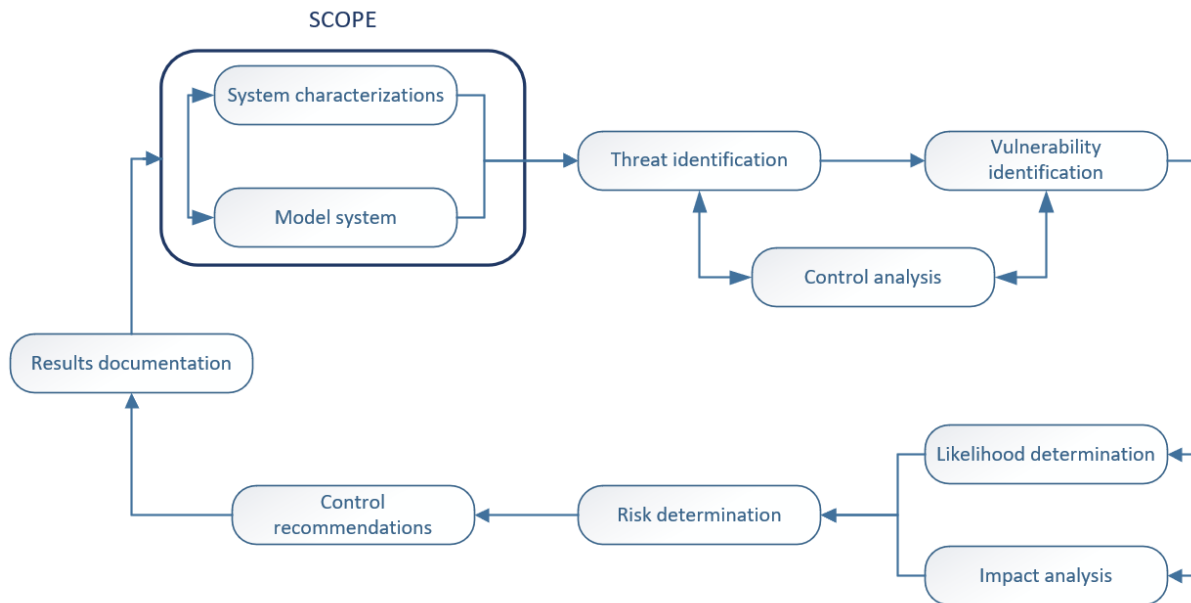 SCOPE
System characterizations
Model system
Threat identification
Vulnerability
identification
Control analysis
Results documentation
Likelihood determination
Control
recommendations
Risk determination
Impact analysis